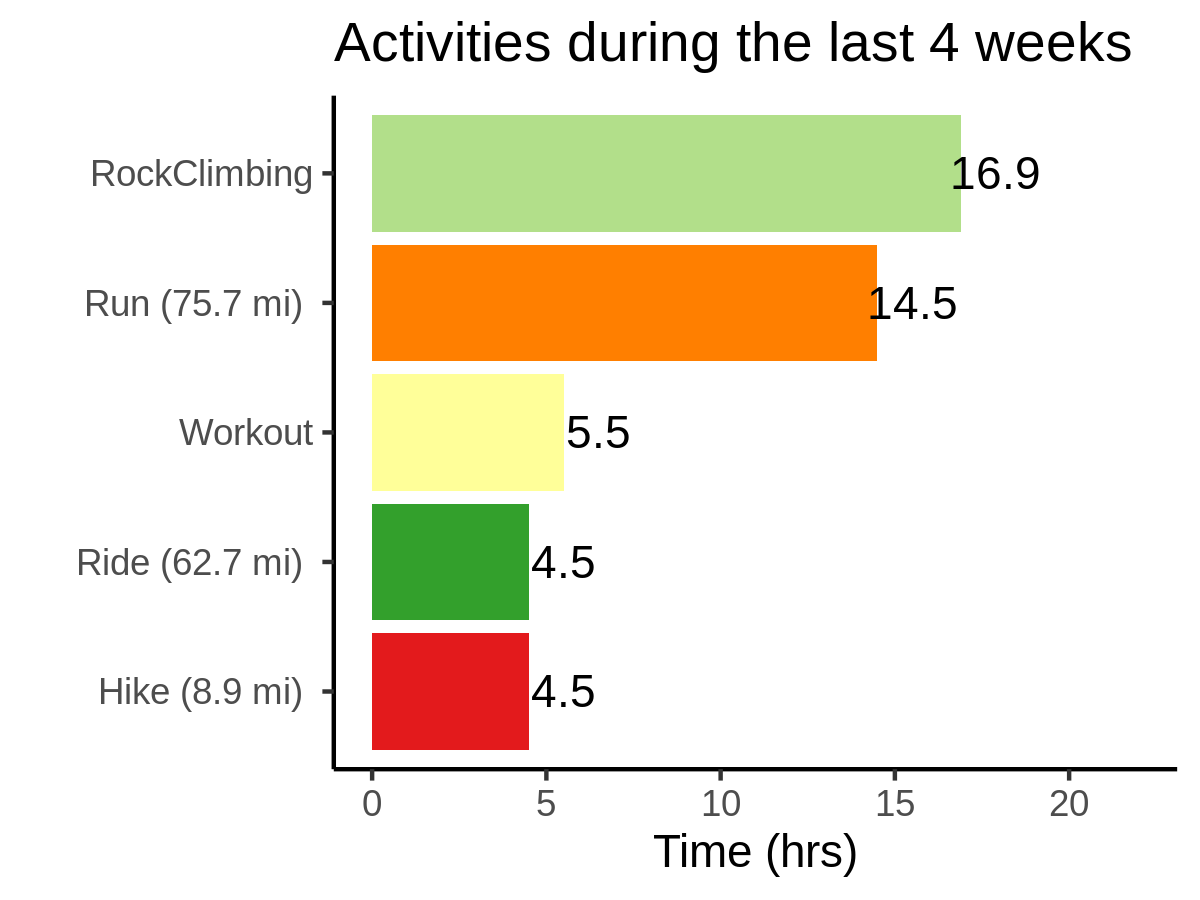 Activities during the last 4 weeks
RockClimbing 16.9
Run (75.7 mi) 14.5
Workout 5.5
Ride (62.7 mi) 4.5
Hike (8.9 mi) 4.5
0 5 10 15 20
Time (hrs)